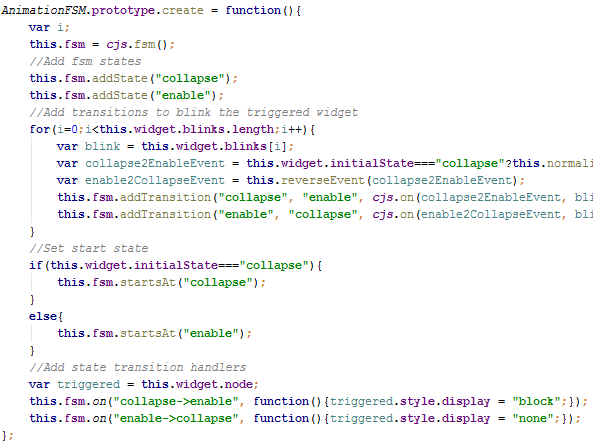 AnimationFSM.prototype.create = function(){
    var i;
    this.fsm = cjs.fsm();
    //Add fsm states
    this.fsm.addState("collapse");
    this.fsm.addState("enable");
    //Add transitions to blink the triggered widget
    for(i=0;i<this.widget.blinks.length;i++){
        var blink = this.widget.blinks[i];
        var collapse2EnableEvent = this.widget.initialState==="collapse"?this.normali
        var enable2CollapseEvent = this.reverseEvent(collapse2EnableEvent);
        this.fsm.addTransition("collapse", "enable", cjs.on(collapse2EnableEvent, bli
        this.fsm.addTransition("enable", "collapse", cjs.on(enable2CollapseEvent, bli
    }
    //Set start state
    if(this.widget.initialState==="collapse"){
        this.fsm.startsAt("collapse");
    }
    else{
        this.fsm.startsAt("enable");
    }
    //Add state transition handlers
    var triggered = this.widget.node;
    this.fsm.on("collapse->enable", function(){triggered.style.display = "block";});
    this.fsm.on("enable->collapse", function(){triggered.style.display = "none";});
};